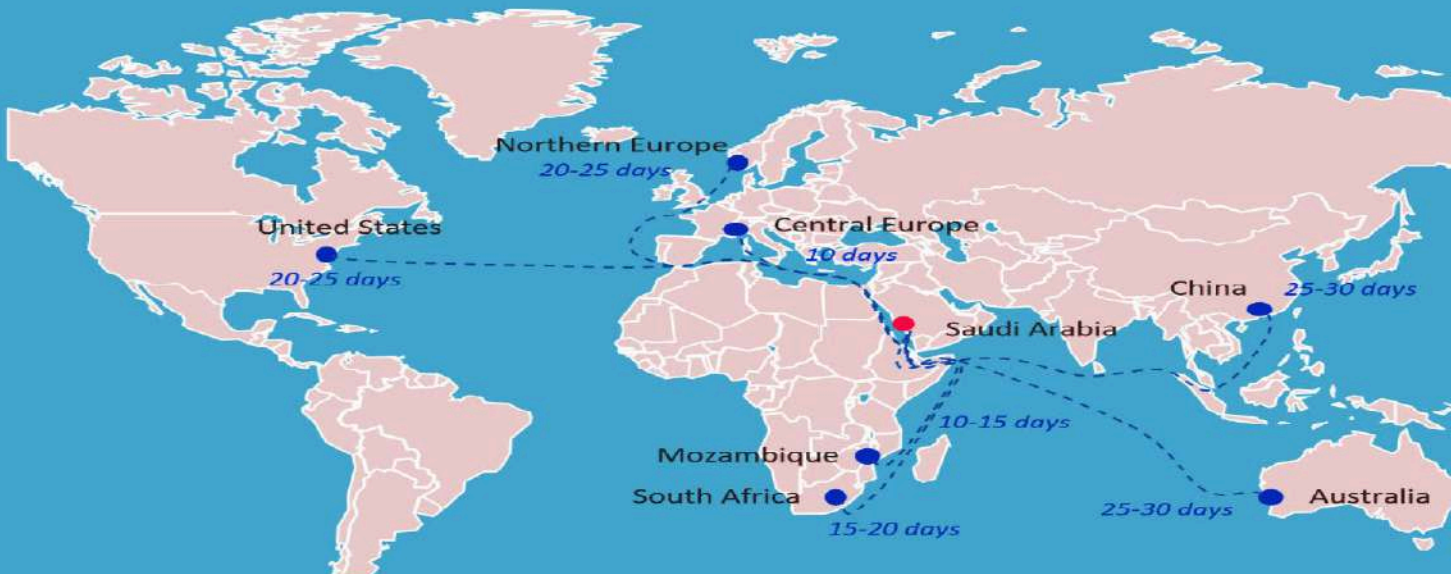 Northern Europe
20-25 days
United States
20-25 days
Central Europe
10 days
China
25-30 days
Saudi Arabia
10-15 days
Mozambique
South Africa
15-20 days
25-30 days
Australia